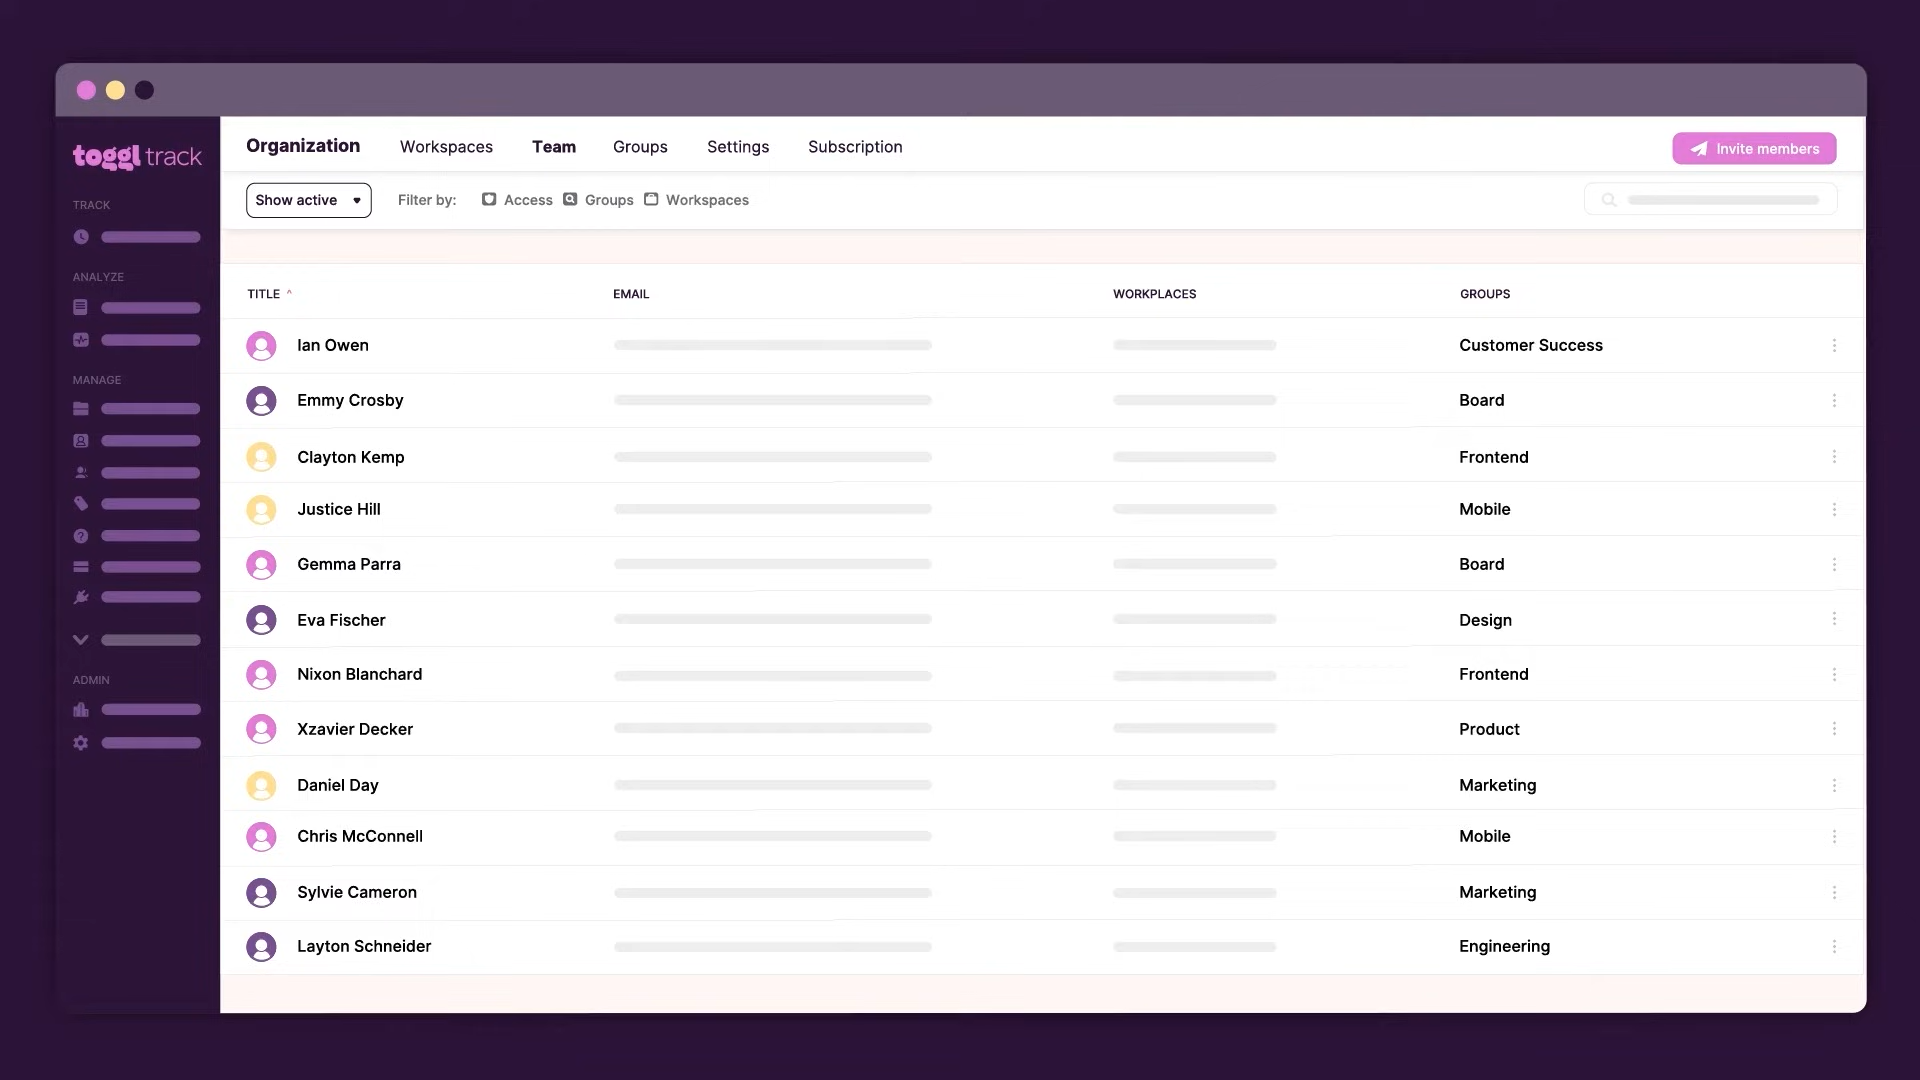 toggl track
TRACK
ANALYZE
MANAGE
ADMIN
Organization Workspaces Team Groups Settings Subscription Invite members
Show active Filter by: Access Groups Workspaces
TITLE ^ EMAIL WORKPLACES GROUPS
Ian Owen Customer Success
Emmy Crosby Board
Clayton Kemp Frontend
Justice Hill Mobile
Gemma Parra Board
Eva Fischer Design
Nixon Blanchard Frontend
Xzavier Decker Product
Daniel Day Marketing
Chris McConnell Mobile
Sylvie Cameron Marketing
Layton Schneider Engineering